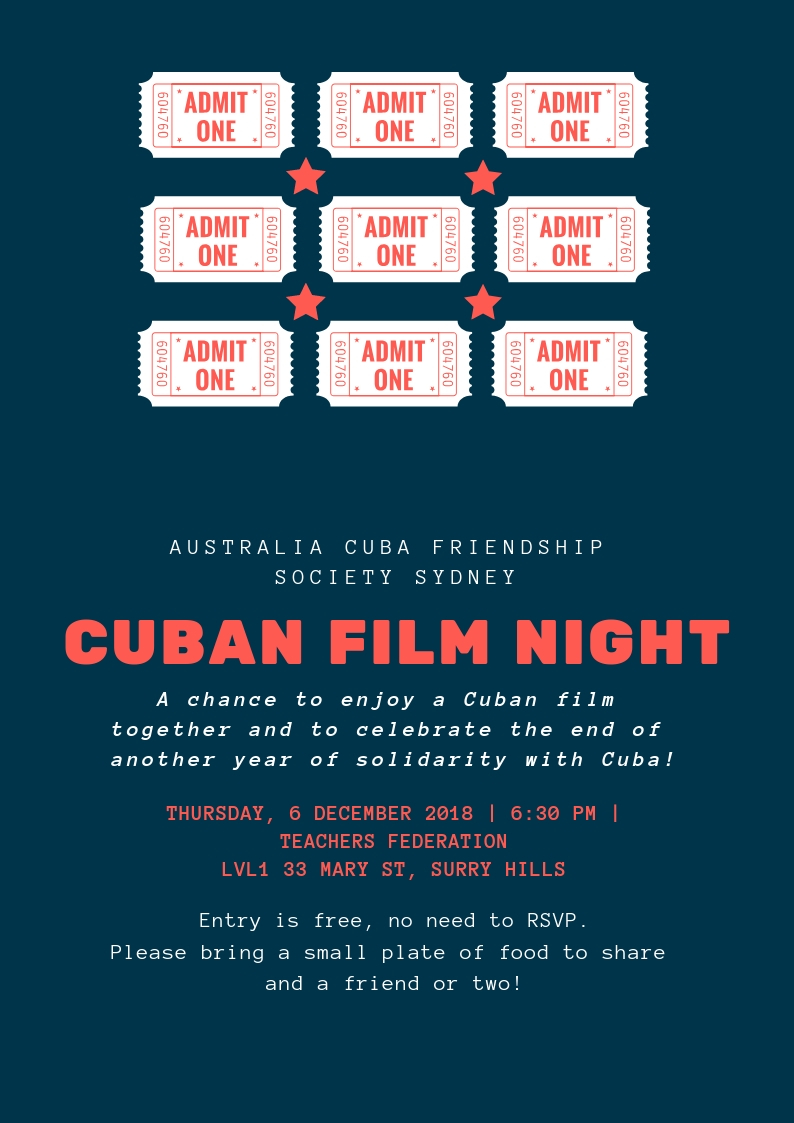 604760 ADMIT ONE 604760 604760 ADMIT ONE 604760 604760 ADMIT ONE 604760
604760 ADMIT ONE 604760 604760 ADMIT ONE 604760 604760 ADMIT ONE 604760
604760 ADMIT ONE 604760 604760 ADMIT ONE 604760 604760 ADMIT ONE 604760
AUSTRALIA CUBA FRIENDSHIP
SOCIETY SYDNEY
CUBAN FILM NIGHT
A chance to enjoy a Cuban film
together and to celebrate the end of
another year of solidarity with Cuba!
THURSDAY, 6 DECEMBER 2018 | 6:30 PM |
TEACHERS FEDERATION
LVL1 33 MARY ST, SURRY HILLS
Entry is free, no need to RSVP.
Please bring a small plate of food to share
and a friend or two!